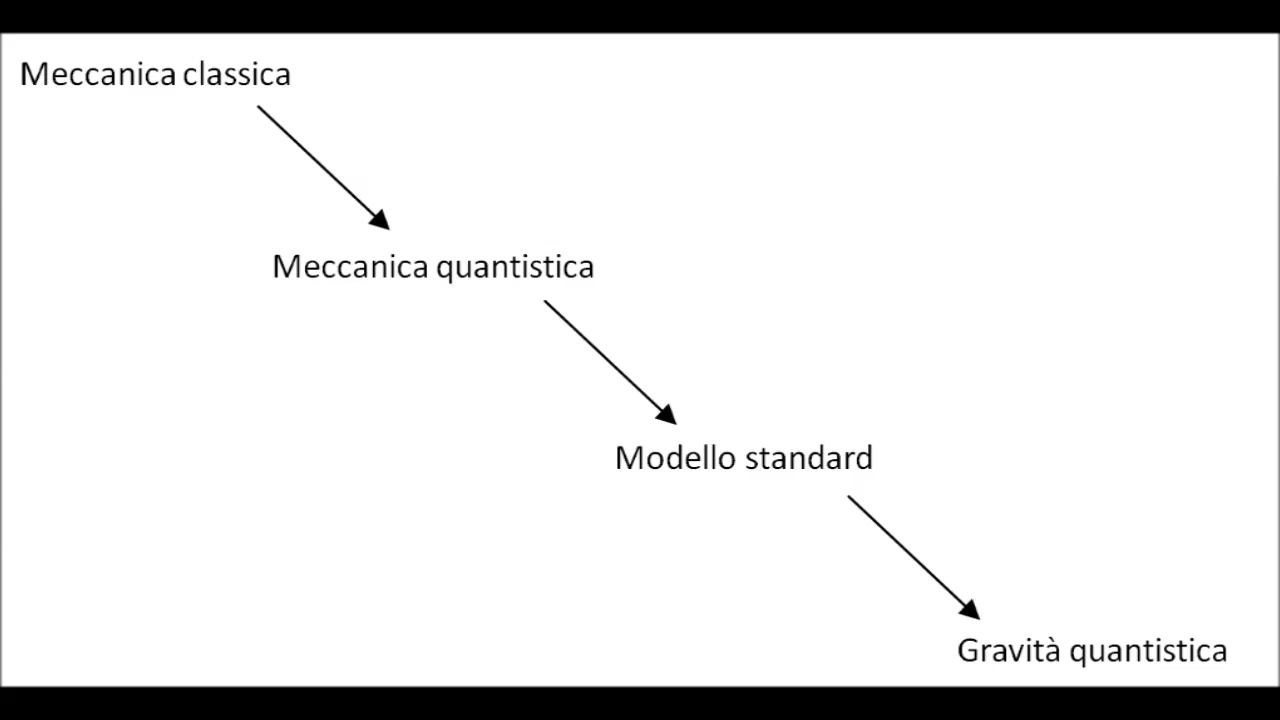 Meccanica classica
Meccanica quantistica
Modello standard
Gravità quantistica